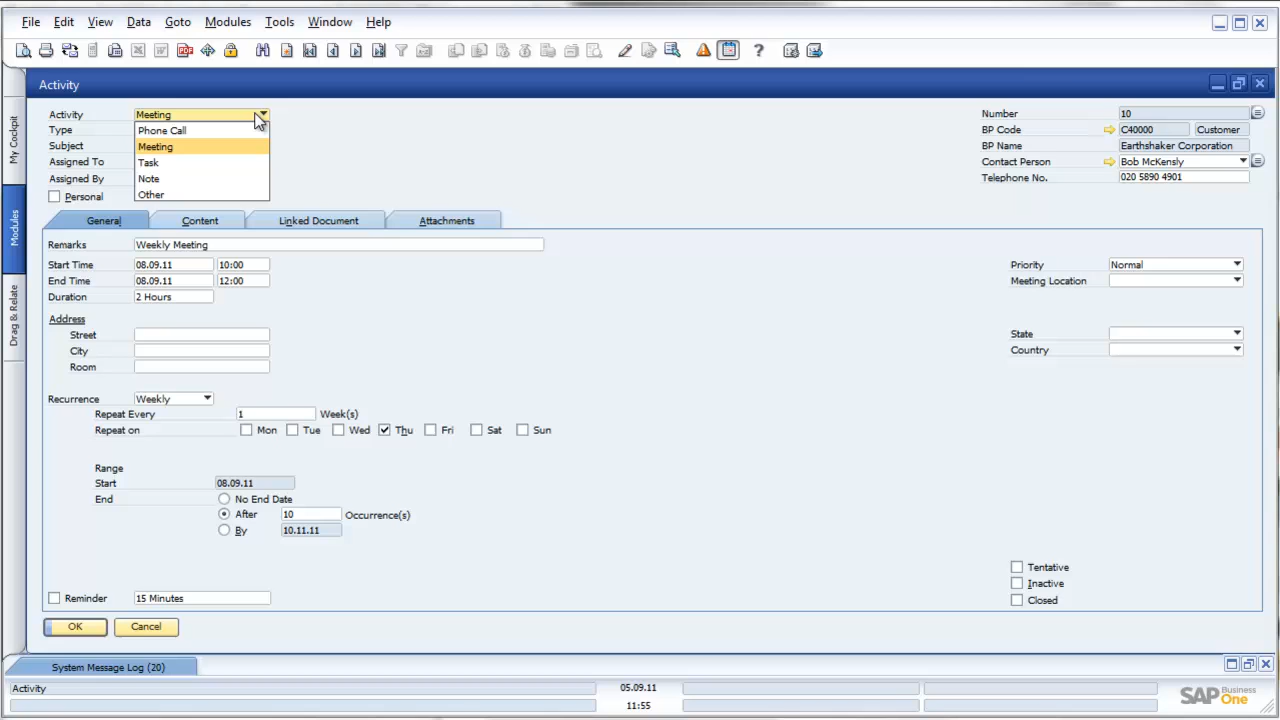 File Edit View Data Goto Modules Tools Window Help
Activity
Activity Meeting
Type Phone Call
Subject Meeting
Assigned To Task
Assigned By Note
Personal Other
Number 10
BP Code C40000 Customer
BP Name Earthshaker Corporation
Contact Person Bob McKensly
Telephone No. 020 5890 4901
My Cockpit
Modules
Drag & Relate
General Content Linked Document Attachments
Remarks Weekly Meeting
Start Time 08.09.11 10:00 Priority Normal
End Time 08.09.11 12:00 Meeting Location
Duration 2 Hours
Address
Street State
City Country
Room
Recurrence Weekly
Repeat Every 1 Week(s)
Repeat on Mon Tue Wed Thu Fri Sat Sun
Range
Start 08.09.11
End No End Date
After 10 Occurrence(s)
By 10.11.11
Tentative
Inactive
Closed
Reminder 15 Minutes
OK Cancel
System Message Log (20)
Activity 05.09.11
11:55
SAP Business One